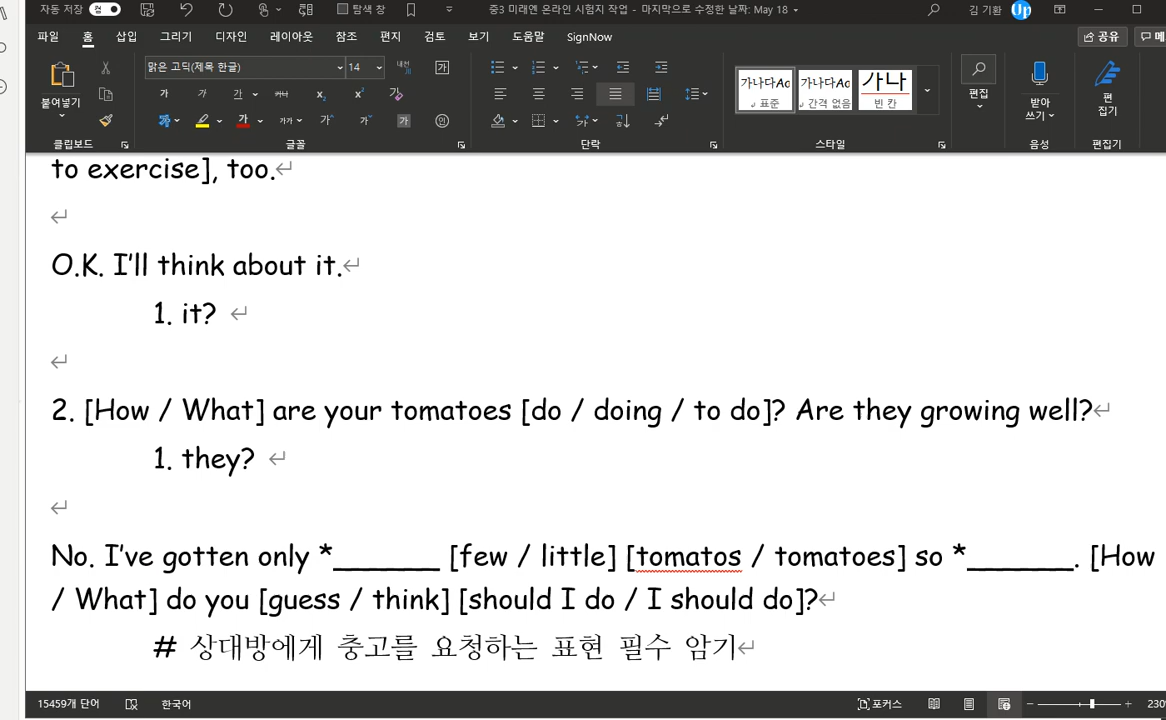 자동 저장 켬 탐색 창 중3 미래엔 온라인 시험지 작업 - 마지막으로 수정한 날짜: May 18 김 기환 Up
파일 홈 삽입 그리기 디자인 레이아웃 참조 편지 검토 보기 도움말 SignNow 공유 메
맑은 고딕(제목 한글) 14
붙여넣기
가나다Aa 가나다Aa 가나
표준 간격 없음 빈 칸
편집
받아쓰기
편집기
클립보드 글꼴 단락 스타일 음성 편집기
to exercise], too.
O.K. I'll think about it.
1. it?
2. [How / What] are your tomatoes [do / doing / to do]? Are they growing well?
1. they?
No. I've gotten only *______ [few / little] [tomatos / tomatoes] so *______. [How
/ What] do you [guess / think] [should I do / I should do]?
# 상대방에게 충고를 요청하는 표현 필수 암기
15459개 단어 한국어 포커스 230